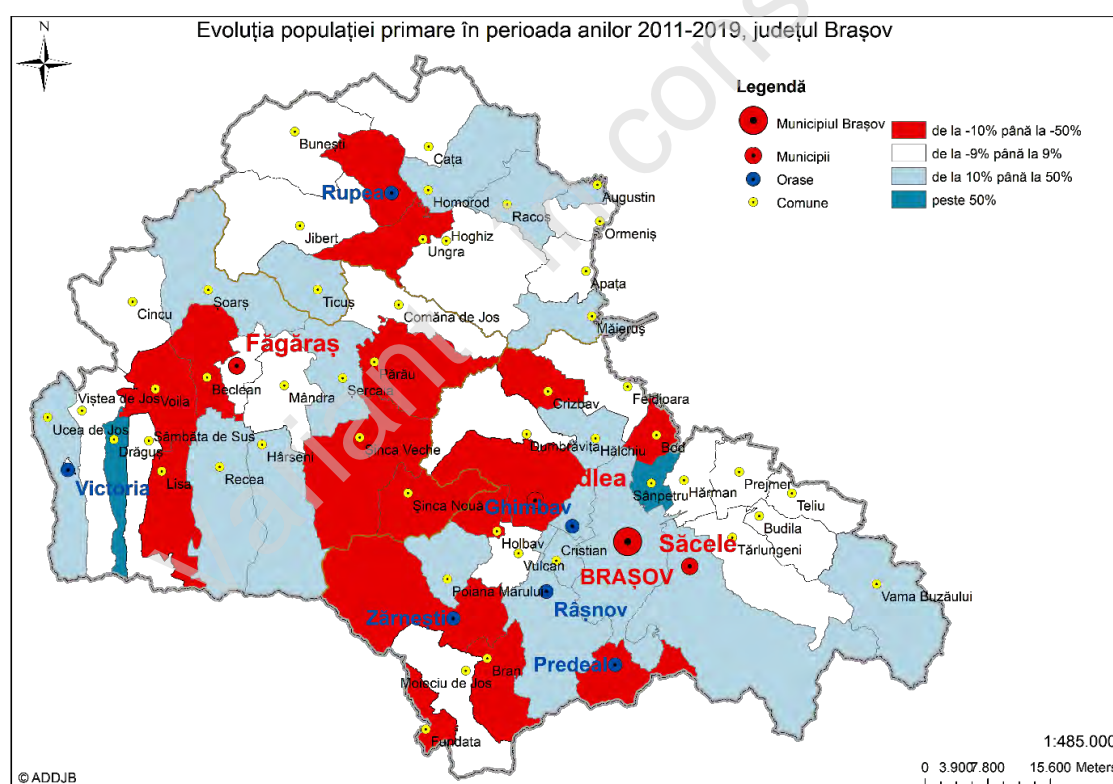 Evoluția populației primare în perioada anilor 2011-2019, județul Brașov
N
Legendă
Municipiul Brașov
Municipii
Orase
Comune
de la -10% până la -50%
de la -9% până la 9%
de la 10% până la 50%
peste 50%
Bunești
Cața
Rupea
Homorod
Augustin
Racoș
Ormeniș
Jibert
Hoghiz
Ungra
Apața
Cincu
Șoarș
Ticuș
Comăna de Jos
Măieruș
Făgăraș
Părău
Beclean
Mândra
Șercaia
Viștea de Jos
Voila
Crizbav
Feldioara
Ucea de Jos
Drăguș
Sâmbăta de Sus
Hârseni
Șinca Veche
Dumbrăvița
Hălchiu
Bod
Victoria
Lisa
Recea
dlea
Sânpetru
Hărman
Prejmer
Teliu
Șinca Nouă
Ghimbav
Budila
Tărlungeni
Holbav
Vulcan
Cristian
Săcele
BRAȘOV
Poiana Mărului
Vama Buzăului
Râșnov
Zărnești
Bran
Predeal
Moieciu de Jos
Fundata
1:485.000
0 3.900 7.800 15.600 Meters
© ADDJB